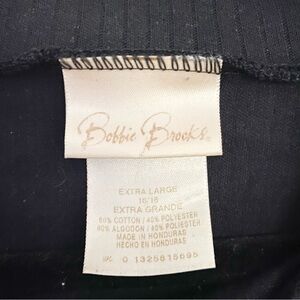 Bobbie Brooks
EXTRA LARGE
16/18
EXTRA GRANDE
60% COTTON / 40% POLYESTER
60% ALGODON / 40% POLIESTER
MADE IN HONDURAS
HECHO EN HONDURAS
UPC 0 1325815695